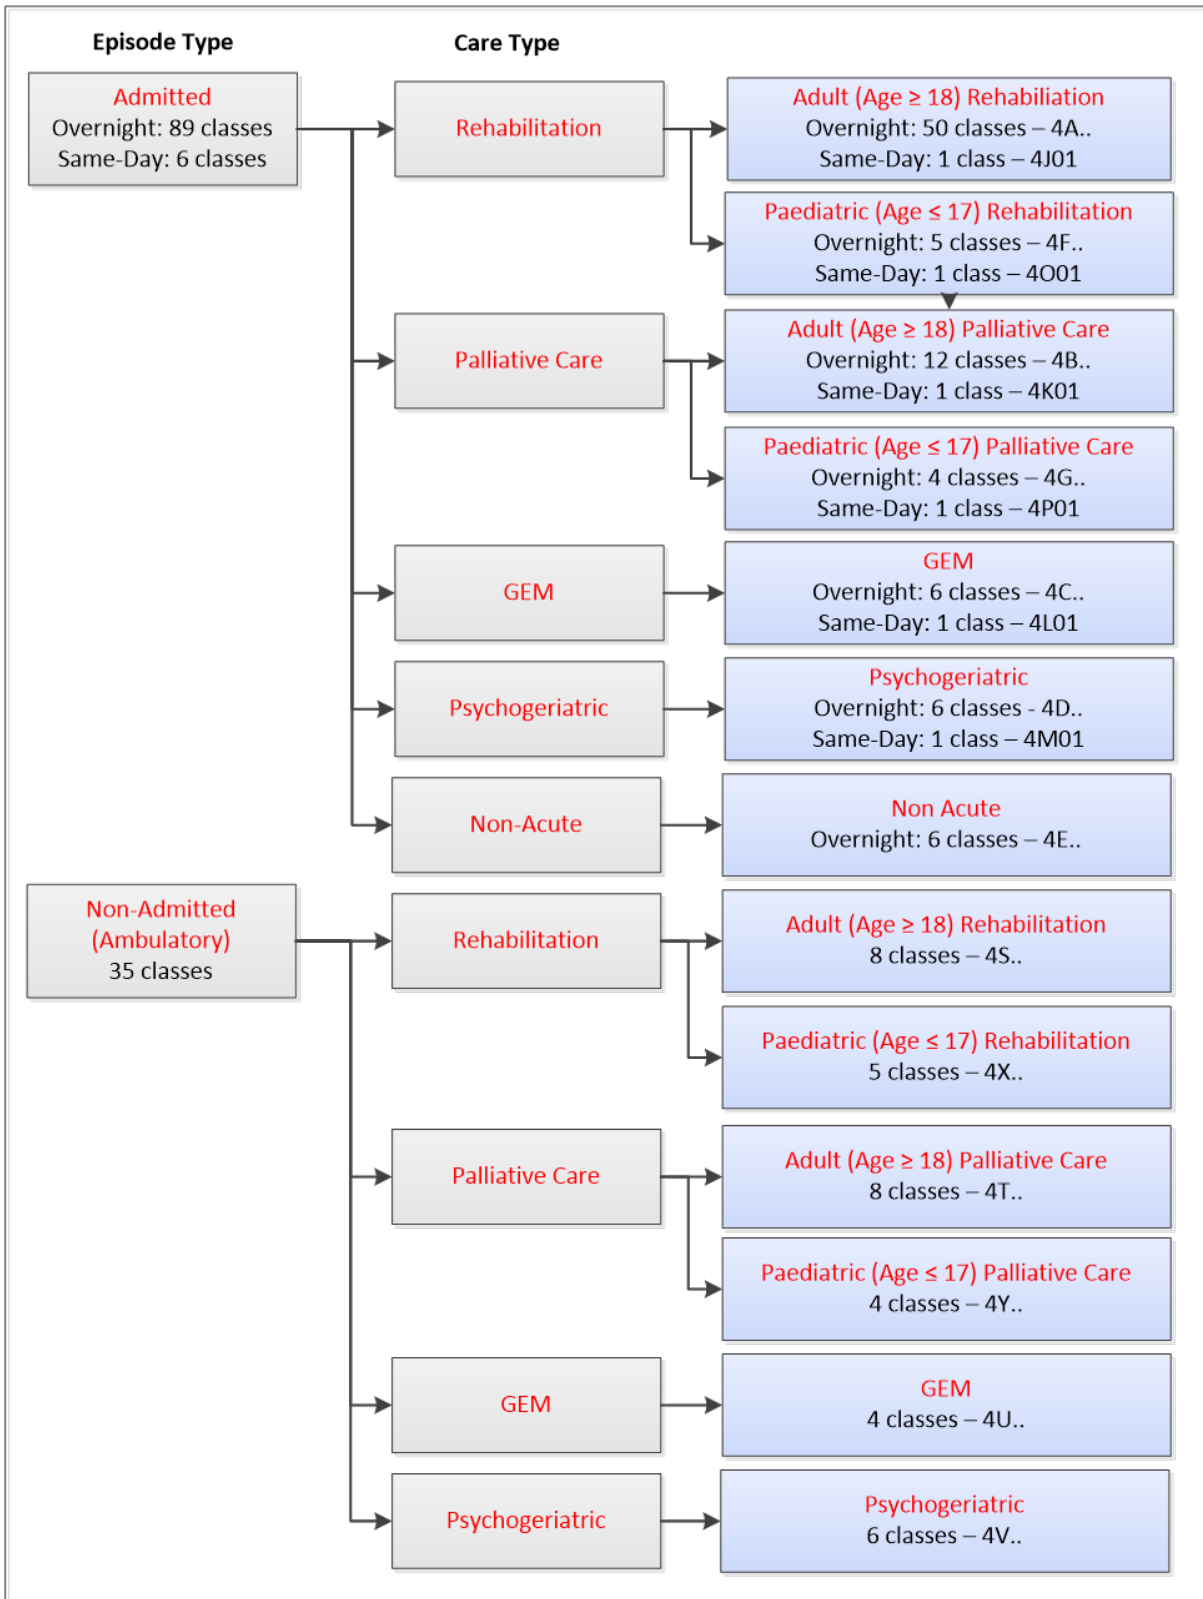 Episode Type
Care Type
Admitted
Overnight: 89 classes
Same-Day: 6 classes
Rehabilitation
Adult (Age ≥ 18) Rehabiliation
Overnight: 50 classes – 4A..
Same-Day: 1 class – 4J01
Paediatric (Age ≤ 17) Rehabilitation
Overnight: 5 classes – 4F..
Same-Day: 1 class – 4O01
Palliative Care
Adult (Age ≥ 18) Palliative Care
Overnight: 12 classes – 4B..
Same-Day: 1 class – 4K01
Paediatric (Age ≤ 17) Palliative Care
Overnight: 4 classes – 4G..
Same-Day: 1 class – 4P01
GEM
GEM
Overnight: 6 classes – 4C..
Same-Day: 1 class – 4L01
Psychogeriatric
Psychogeriatric
Overnight: 6 classes - 4D..
Same-Day: 1 class – 4M01
Non-Acute
Non Acute
Overnight: 6 classes – 4E..
Non-Admitted
(Ambulatory)
35 classes
Rehabilitation
Adult (Age ≥ 18) Rehabilitation
8 classes – 4S..
Paediatric (Age ≤ 17) Rehabilitation
5 classes – 4X..
Palliative Care
Adult (Age ≥ 18) Palliative Care
8 classes – 4T..
Paediatric (Age ≤ 17) Palliative Care
4 classes – 4Y..
GEM
GEM
4 classes – 4U..
Psychogeriatric
Psychogeriatric
6 classes – 4V..